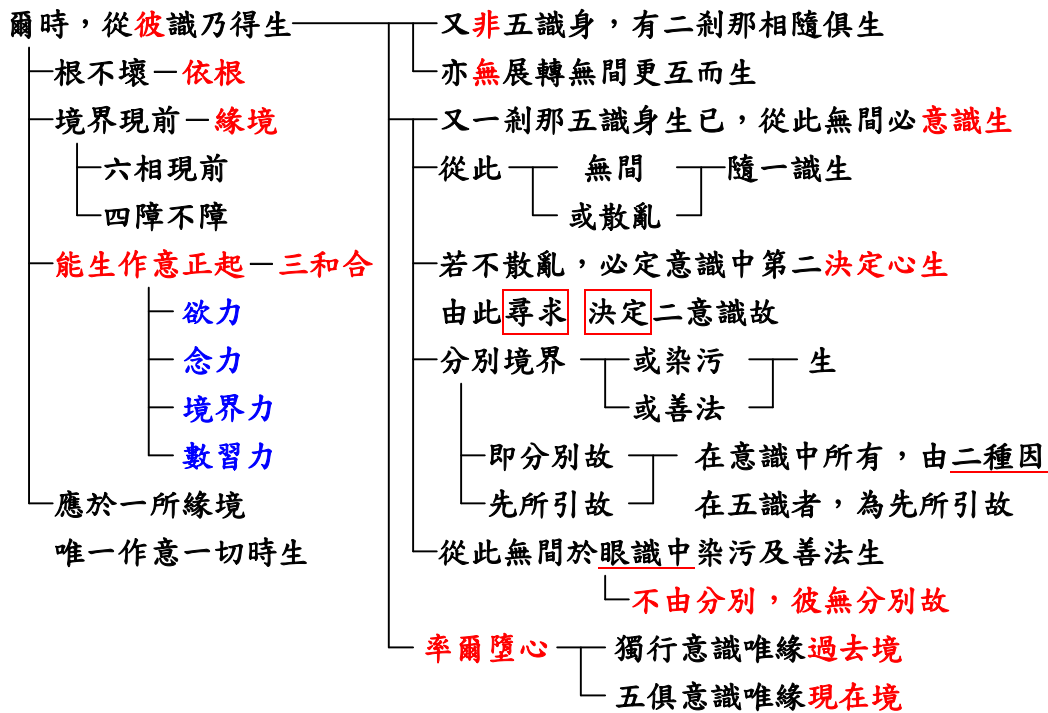 爾時，從彼識乃得生
根不壞－依根
境界現前－緣境
六相現前
四障不障
能生作意正起－三和合
欲力
念力
境界力
數習力
應於一所緣境
唯一作意一切時生
又非五識身，有二剎那相隨俱生
亦無展轉無間更互而生
又一剎那五識身生已，從此無間必意識生
從此 無間 隨一識生
或散亂
若不散亂，必定意識中第二決定心生
由此尋求 決定二意識故
分別境界 或染污 生
或善法
即分別故 在意識中所有，由二種因
先所引故 在五識者，為先所引故
從此無間於眼識中染污及善法生
不由分別，彼無分別故
率爾墮心 獨行意識唯緣過去境
五俱意識唯緣現在境